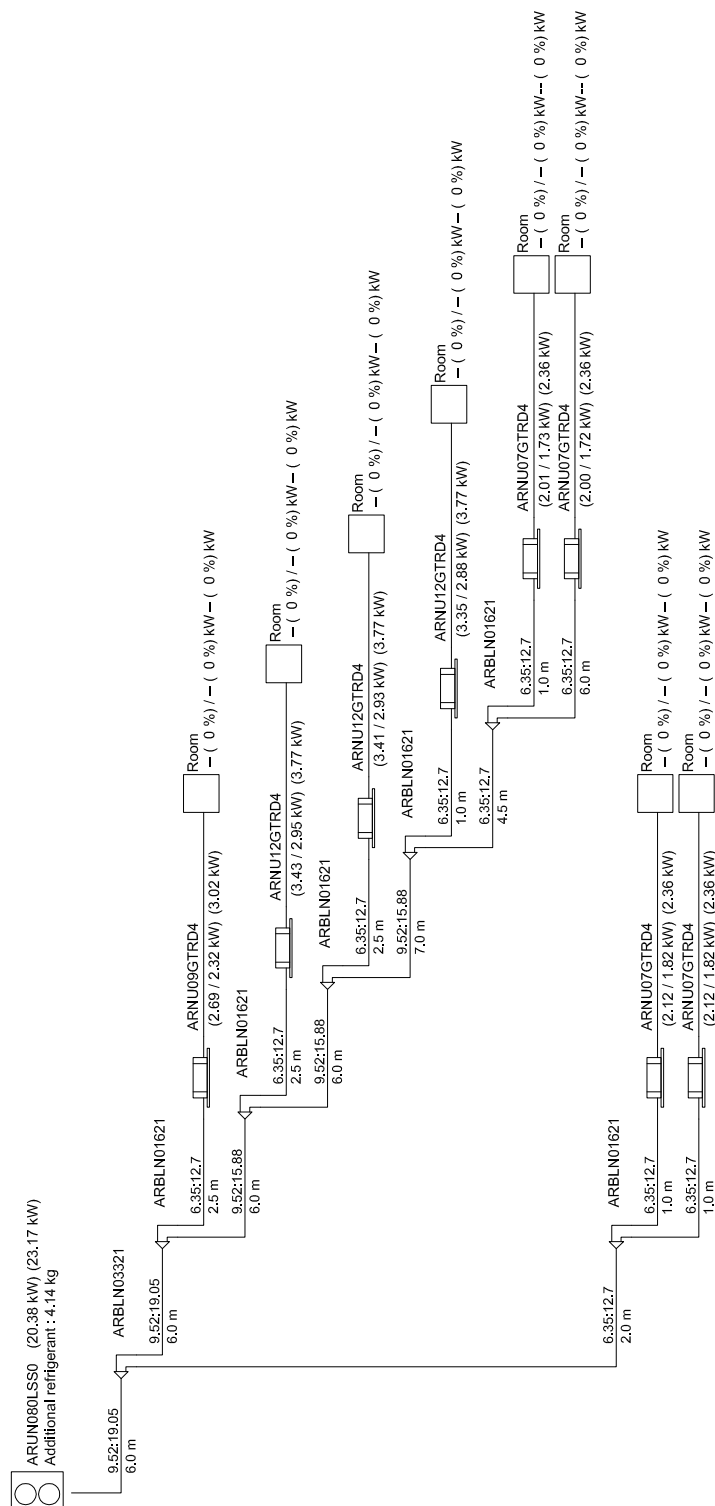 ARUN080LSS0 (20.38 kW) (23.17 kW)
Additional refrigerant : 4.14 kg
9.52:19.05
6.0 m
ARBLN03321
9.52:19.05
6.0 m
ARBLN01621
6.35:12.7
2.5 m
ARNU09GTRD4
(2.69 / 2.32 kW) (3.02 kW)
Room
– ( 0 %) / – ( 0 %) kW– ( 0 %) kW
9.52:15.88
6.0 m
ARBLN01621
6.35:12.7
2.5 m
ARNU12GTRD4
(3.43 / 2.95 kW) (3.77 kW)
Room
– ( 0 %) / – ( 0 %) kW– ( 0 %) kW
9.52:15.88
6.0 m
ARBLN01621
6.35:12.7
2.5 m
ARNU12GTRD4
(3.41 / 2.93 kW) (3.77 kW)
Room
– ( 0 %) / – ( 0 %) kW– ( 0 %) kW
9.52:15.88
7.0 m
ARBLN01621
6.35:12.7
1.0 m
ARNU12GTRD4
(3.35 / 2.88 kW) (3.77 kW)
Room
– ( 0 %) / – ( 0 %) kW– ( 0 %) kW
6.35:12.7
4.5 m
ARBLN01621
6.35:12.7
1.0 m
ARNU07GTRD4
(2.01 / 1.73 kW) (2.36 kW)
Room
– ( 0 %) / – ( 0 %) kW– ( 0 %) kW
6.35:12.7
6.0 m
ARNU07GTRD4
(2.00 / 1.72 kW) (2.36 kW)
Room
– ( 0 %) / – ( 0 %) kW– ( 0 %) kW
6.35:12.7
2.0 m
ARBLN01621
6.35:12.7
1.0 m
ARNU07GTRD4
(2.12 / 1.82 kW) (2.36 kW)
Room
– ( 0 %) / – ( 0 %) kW– ( 0 %) kW
6.35:12.7
1.0 m
ARNU07GTRD4
(2.12 / 1.82 kW) (2.36 kW)
Room
– ( 0 %) / – ( 0 %) kW– ( 0 %) kW